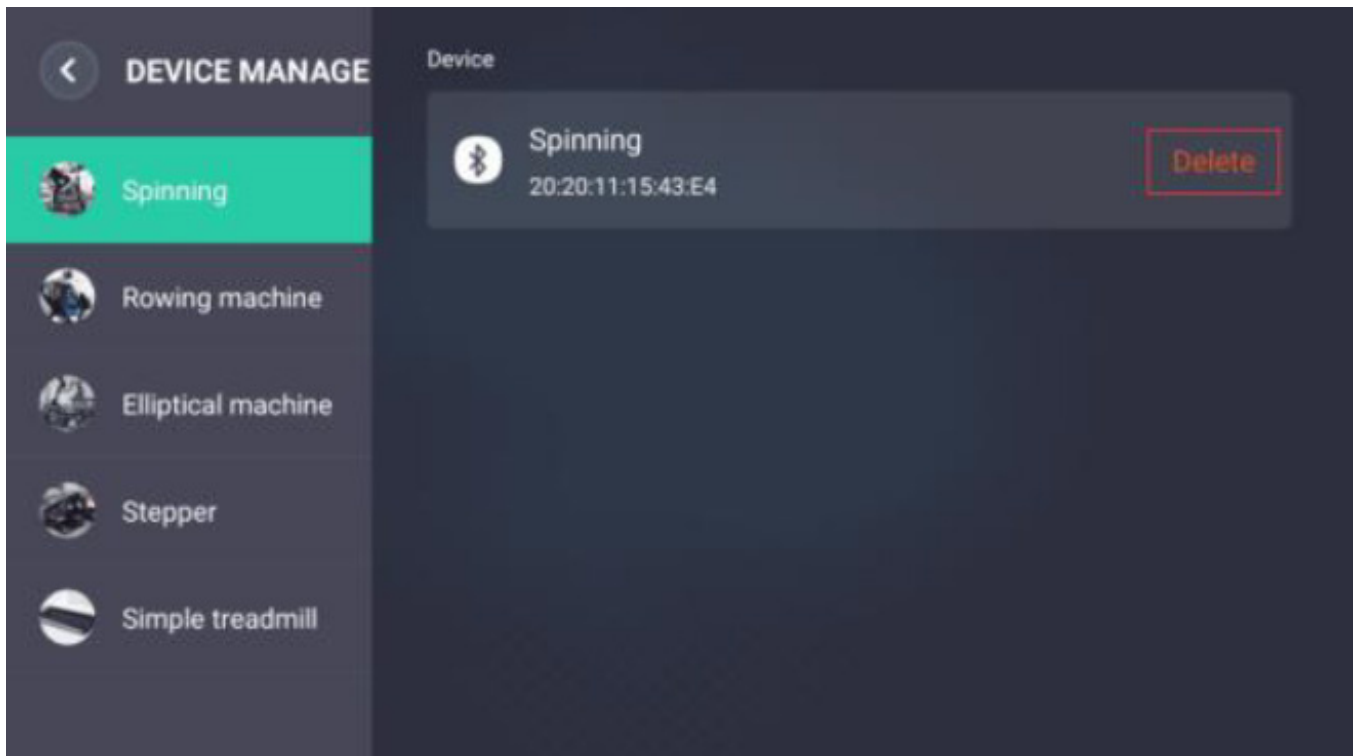 DEVICE MANAGE
Spinning
Rowing machine
Elliptical machine
Stepper
Simple treadmill
Device
Spinning
20:20:11:15:43:E4
Delete